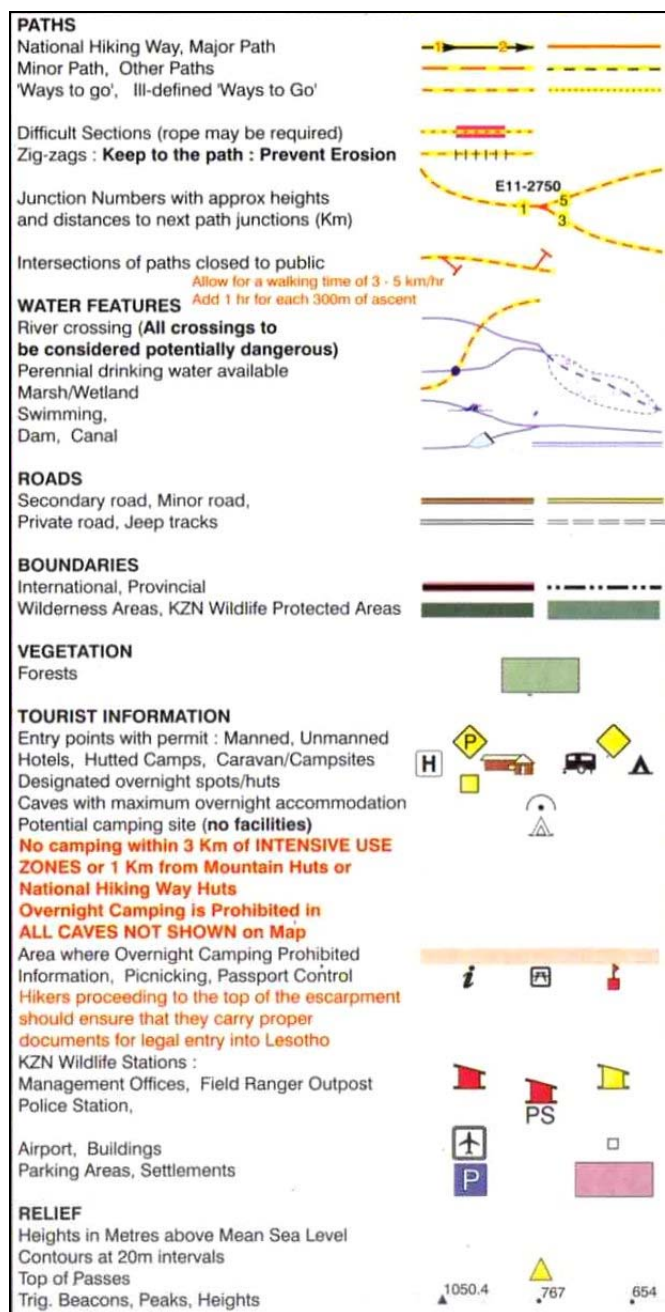 PATHS
National Hiking Way, Major Path
1 2
Minor Path, Other Paths
'Ways to go', Ill-defined 'Ways to Go'
Difficult Sections (rope may be required)
Zig-zags : Keep to the path : Prevent Erosion
Junction Numbers with approx heights
and distances to next path junctions (Km)
E11-2750
1 5
3
Intersections of paths closed to public
Allow for a walking time of 3 - 5 km/hr
Add 1 hr for each 300m of ascent
WATER FEATURES
River crossing (All crossings to
be considered potentially dangerous)
Perennial drinking water available
Marsh/Wetland
Swimming,
Dam, Canal
ROADS
Secondary road, Minor road,
Private road, Jeep tracks
BOUNDARIES
International, Provincial
Wilderness Areas, KZN Wildlife Protected Areas
VEGETATION
Forests
TOURIST INFORMATION
Entry points with permit : Manned, Unmanned
P
Hotels, Hutted Camps, Caravan/Campsites
H
Designated overnight spots/huts
Caves with maximum overnight accommodation
Potential camping site (no facilities)
No camping within 3 Km of INTENSIVE USE
ZONES or 1 Km from Mountain Huts or
National Hiking Way Huts
Overnight Camping is Prohibited in
ALL CAVES NOT SHOWN on Map
Area where Overnight Camping Prohibited
Information, Picnicking, Passport Control
i
Hikers proceeding to the top of the escarpment
should ensure that they carry proper
documents for legal entry into Lesotho
KZN Wildlife Stations :
Management Offices, Field Ranger Outpost
Police Station,
PS
Airport, Buildings
Parking Areas, Settlements
P
RELIEF
Heights in Metres above Mean Sea Level
Contours at 20m intervals
Top of Passes
Trig. Beacons, Peaks, Heights
1050.4 767 654